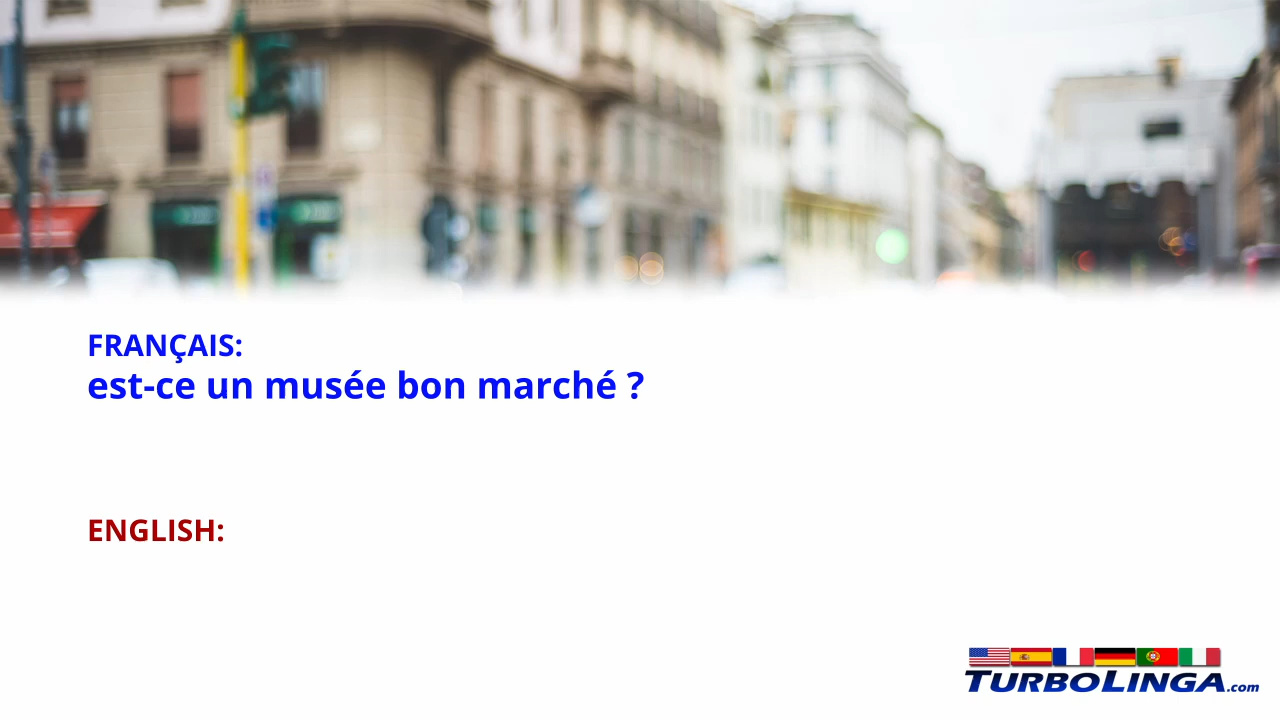 FRANÇAIS:
est-ce un musée bon marché ?
ENGLISH:
TURBOLINGA.com